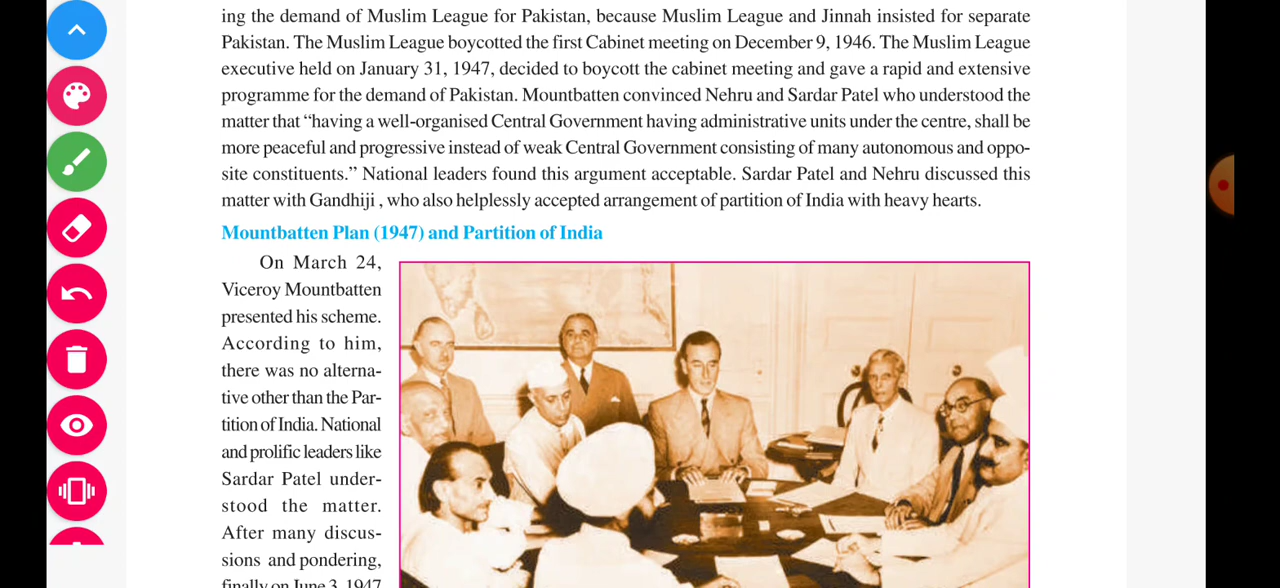 ing the demand of Muslim League for Pakistan, because Muslim League and Jinnah insisted for separate
Pakistan. The Muslim League boycotted the first Cabinet meeting on December 9, 1946. The Muslim League
executive held on January 31, 1947, decided to boycott the cabinet meeting and gave a rapid and extensive
programme for the demand of Pakistan. Mountbatten convinced Nehru and Sardar Patel who understood the
matter that “having a well-organised Central Government having administrative units under the centre, shall be
more peaceful and progressive instead of weak Central Government consisting of many autonomous and oppo-
site constituents.” National leaders found this argument acceptable. Sardar Patel and Nehru discussed this
matter with Gandhiji , who also helplessly accepted arrangement of partition of India with heavy hearts.
Mountbatten Plan (1947) and Partition of India
On March 24,
Viceroy Mountbatten
presented his scheme.
According to him,
there was no alterna-
tive other than the Par-
tition of India. National
and prolific leaders like
Sardar Patel under-
stood the matter.
After many discus-
sions and pondering,
finally on June 3, 1947